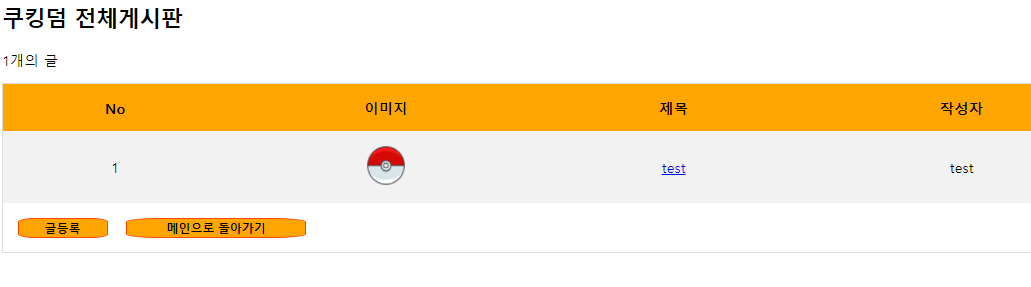 쿠킹덤 전체게시판
1개의 글
No 이미지 제목 작성자
1 test test
글등록 메인으로 돌아가기